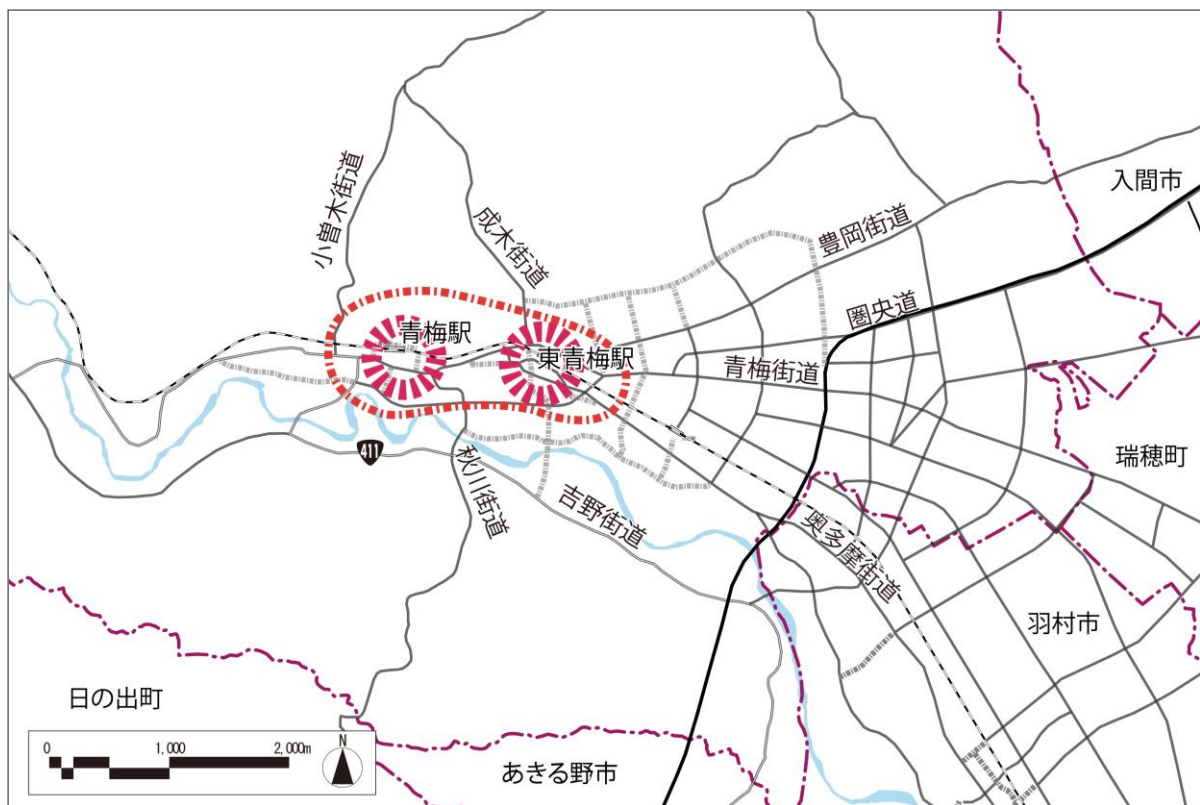 入間市
小曽木街道
成木街道
豊岡街道
圏央道
青梅駅
東青梅駅
青梅街道
411
秋川街道
吉野街道
瑞穂町
奥多摩街道
羽村市
日の出町
あきる野市
0 1,000 2,000m
N